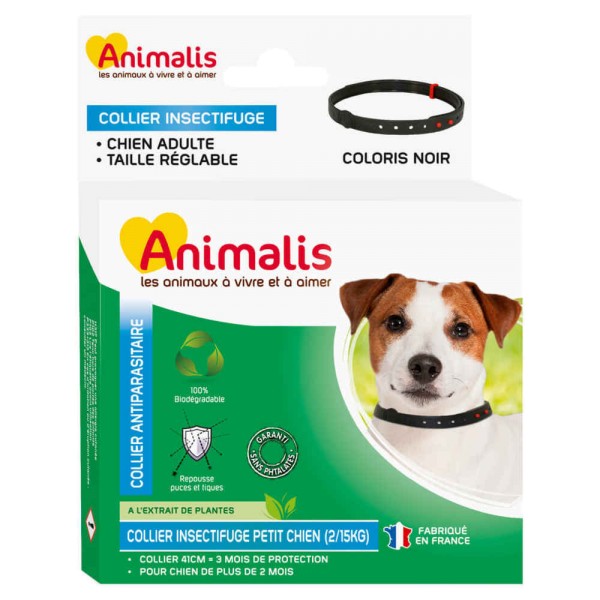 Animalis
les animaux à vivre et à aimer
COLLIER INSECTIFUGE
• CHIEN ADULTE
• TAILLE RÉGLABLE
COLORIS NOIR
Animalis
les animaux à vivre et à aimer
COLLIER ANTIPARASITAIRE
100%
Biodégradable
Repousse
puces et tiques
GARANTI
SANS PHTALATES
A L'EXTRAIT DE PLANTES
COLLIER INSECTIFUGE PETIT CHIEN (2/15KG)
• COLLIER 41CM = 3 MOIS DE PROTECTION
• POUR CHIEN DE PLUS DE 2 MOIS
FABRIQUÉ
EN FRANCE